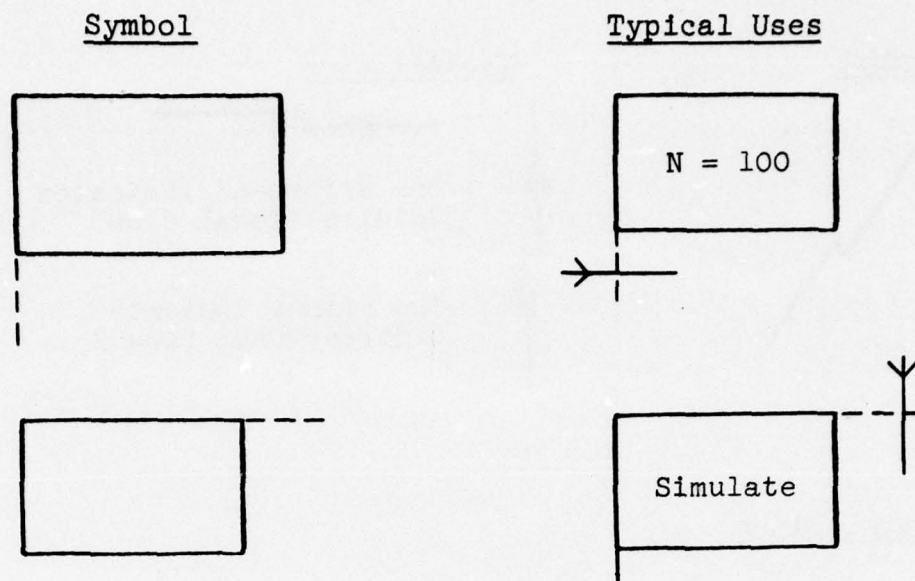 Symbol
Typical Uses
N = 100
Simulate